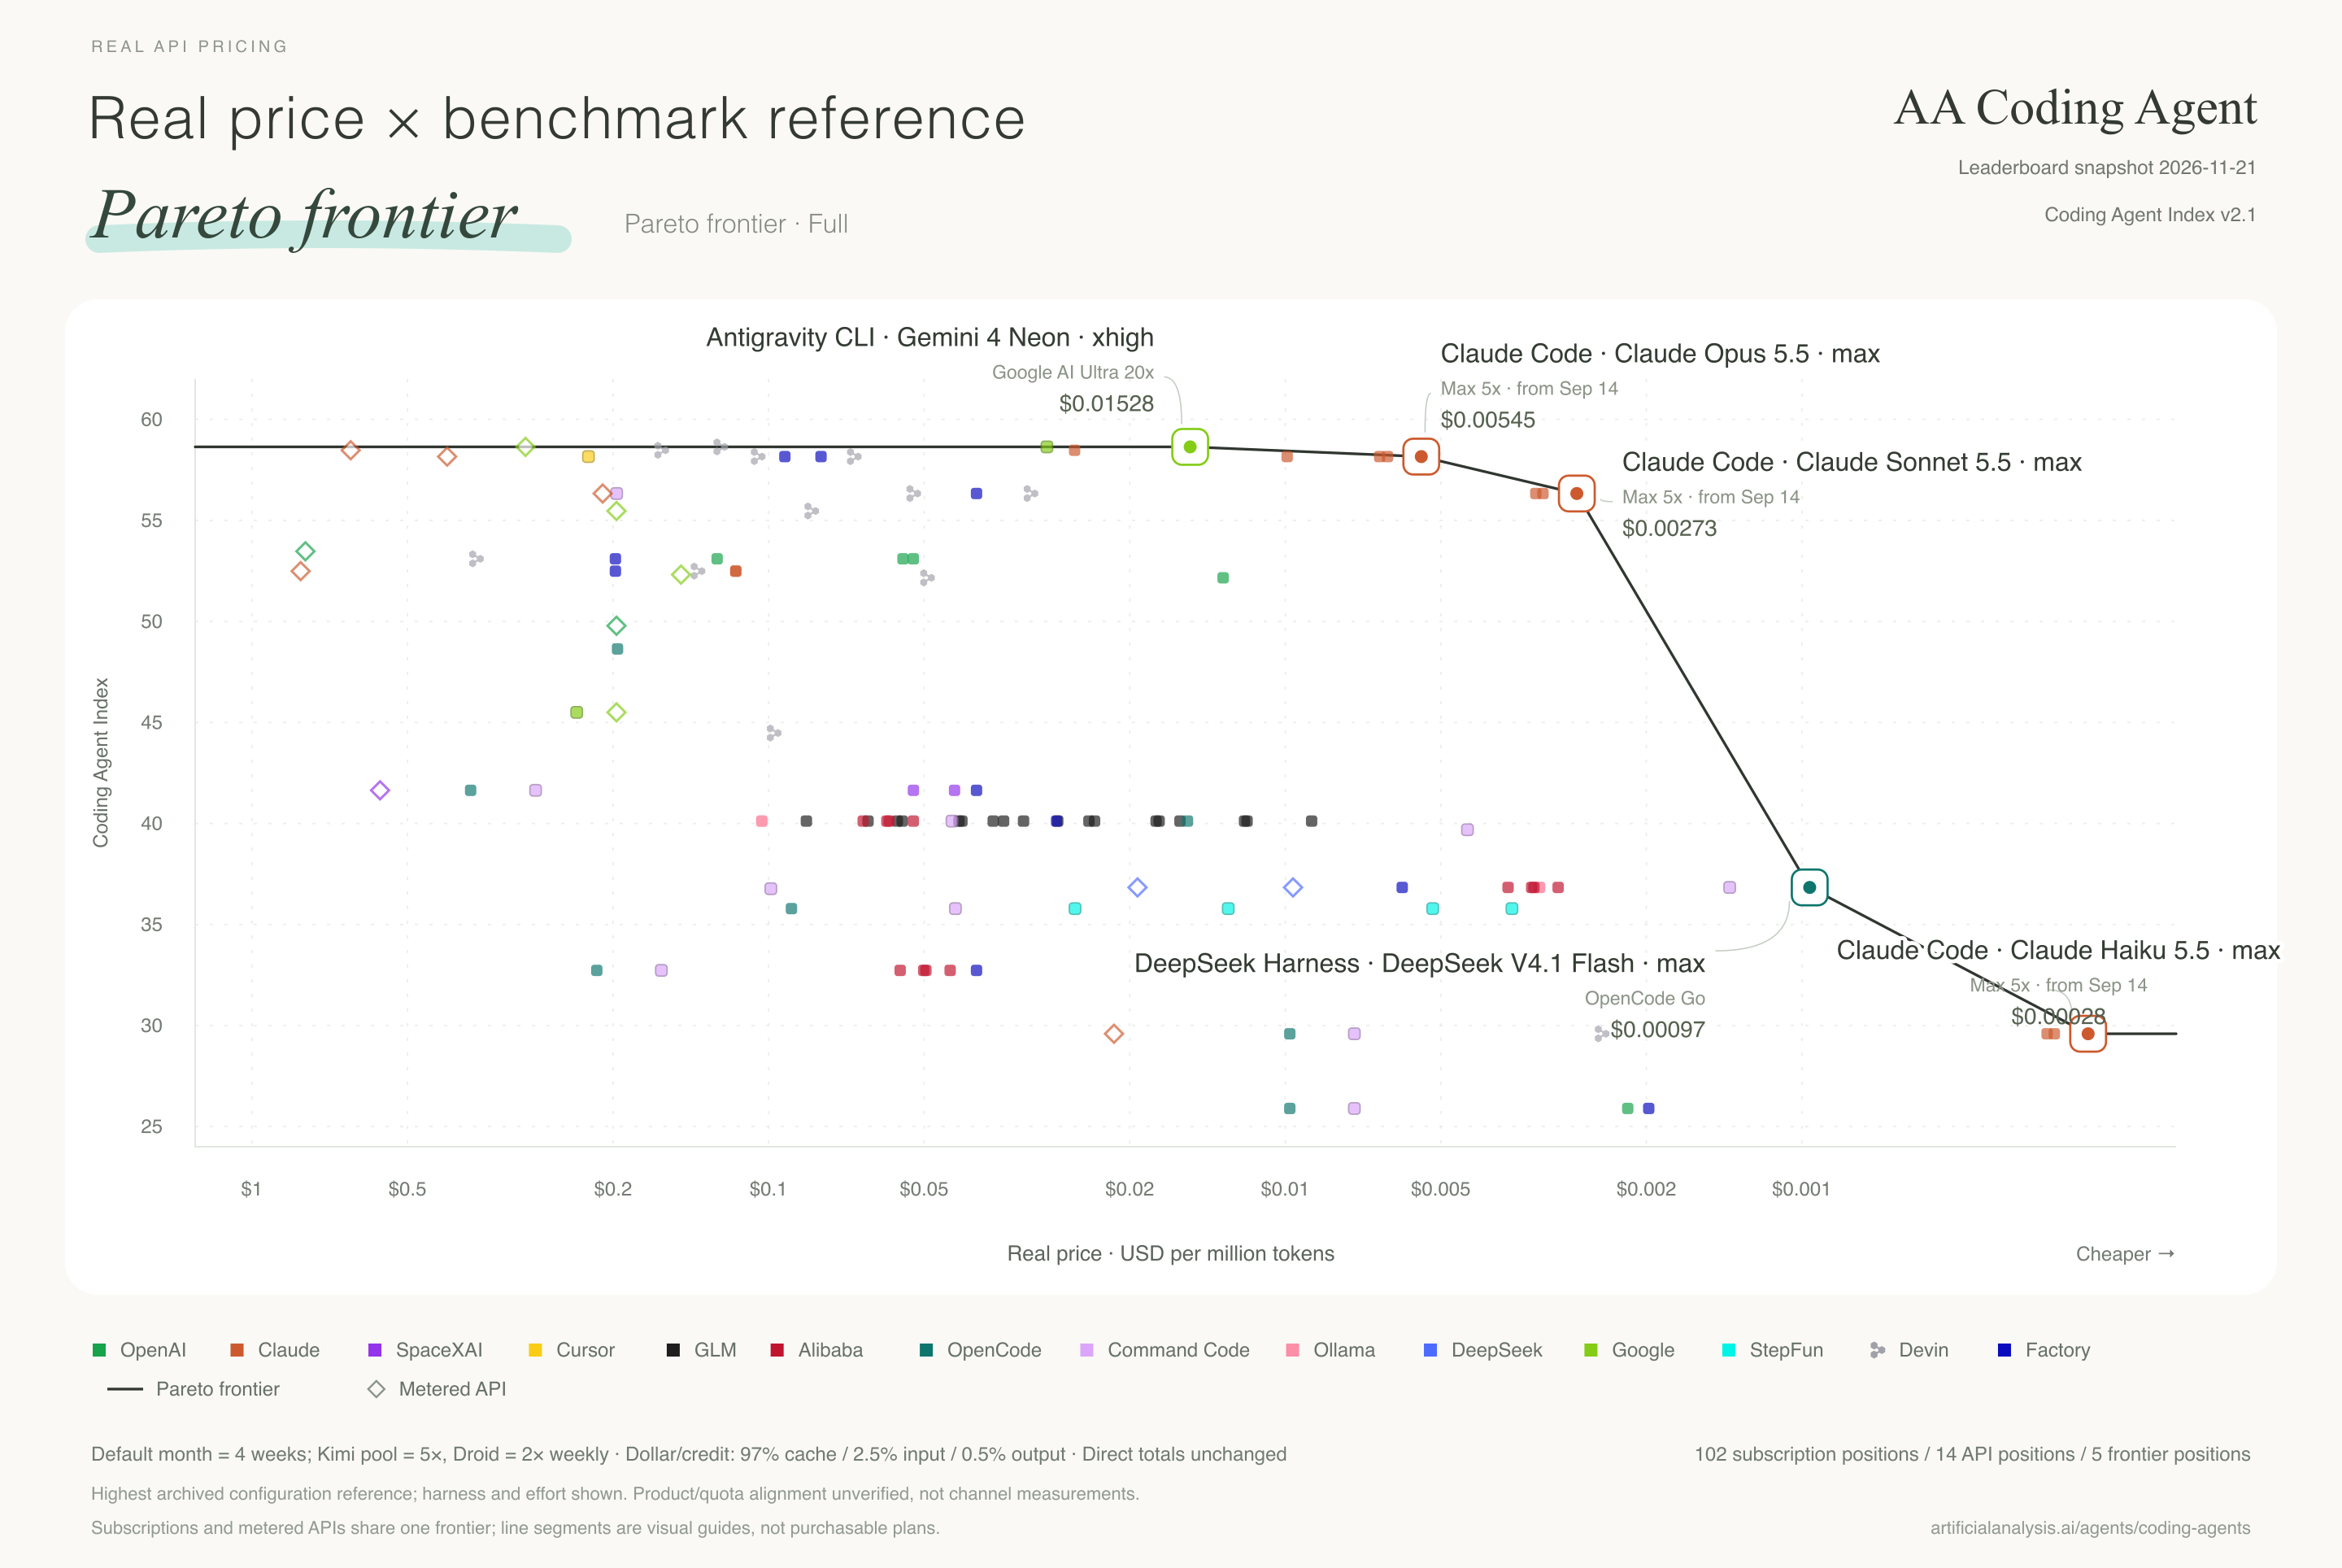 REAL API PRICING
Real price × benchmark reference
Pareto frontier
Pareto frontier · Full
AA Coding Agent
Leaderboard snapshot 2026-11-21
Coding Agent Index v2.1
Antigravity CLI · Gemini 4 Neon · xhigh
Google AI Ultra 20x
$0.01528
Claude Code · Claude Opus 5.5 · max
Max 5x · from Sep 14
$0.00545
Claude Code · Claude Sonnet 5.5 · max
Max 5x · from Sep 14
$0.00273
DeepSeek Harness · DeepSeek V4.1 Flash · max
OpenCode Go
$0.00097
Claude Code · Claude Haiku 5.5 · max
Max 5x · from Sep 14
$0.00028
Coding Agent Index
60
55
50
45
40
35
30
25
$1
$0.5
$0.2
$0.1
$0.05
$0.02
$0.01
$0.005
$0.002
$0.001
Real price · USD per million tokens
Cheaper →
OpenAI
Claude
SpaceXAI
Cursor
GLM
Alibaba
OpenCode
Command Code
Ollama
DeepSeek
Google
StepFun
Devin
Factory
Pareto frontier
Metered API
Default month = 4 weeks; Kimi pool = 5×, Droid = 2× weekly · Dollar/credit: 97% cache / 2.5% input / 0.5% output · Direct totals unchanged
102 subscription positions / 14 API positions / 5 frontier positions
Highest archived configuration reference; harness and effort shown. Product/quota alignment unverified, not channel measurements.
Subscriptions and metered APIs share one frontier; line segments are visual guides, not purchasable plans.
artificialanalysis.ai/agents/coding-agents